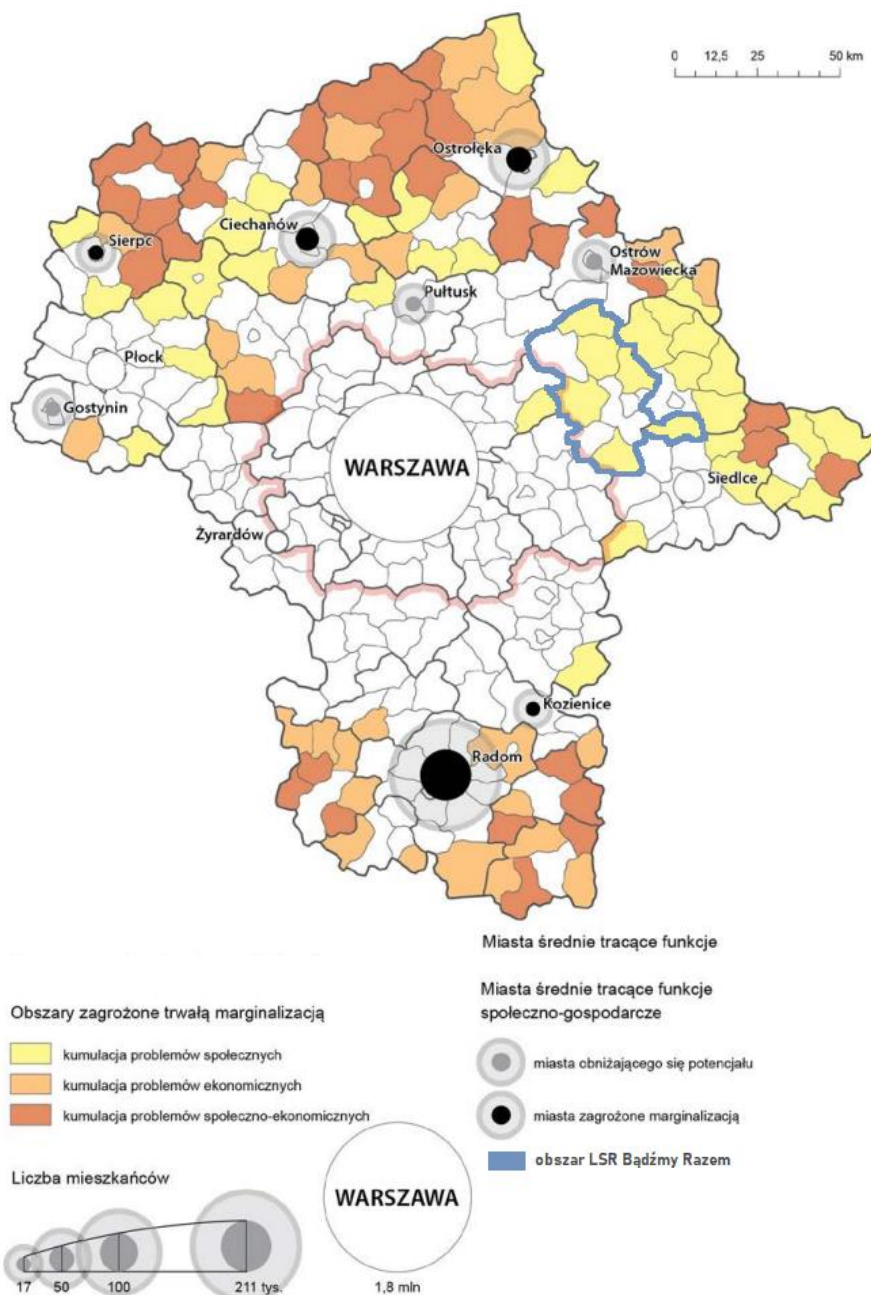 0 12,5 25 50 km
Ostrołęka
Ciechanów
Sierpc
Ostrów
Mazowiecka
Pułtusk
Płock
Gostynin
WARSZAWA
Siedlce
Żyrardów
Kozienice
Radom
Miasta średnie tracące funkcje
Obszary zagrożone trwałą marginalizacją
kumulacja problemów społecznych
kumulacja problemów ekonomicznych
kumulacja problemów społeczno-ekonomicznych
Liczba mieszkańców
17 50 100 211 tys.
WARSZAWA
1,8 mln
Miasta średnie tracące funkcje
społeczno-gospodarcze
miasta obniżającego się potencjału
miasta zagrożone marginalizacją
obszar LSR Bądźmy Razem